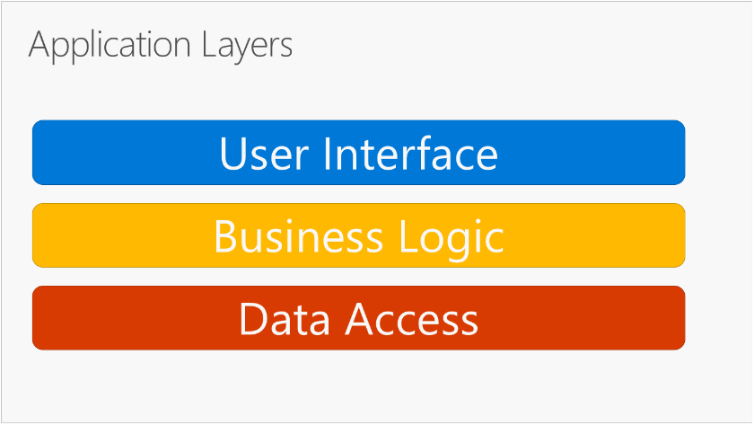 Application Layers
User Interface
Business Logic
Data Access